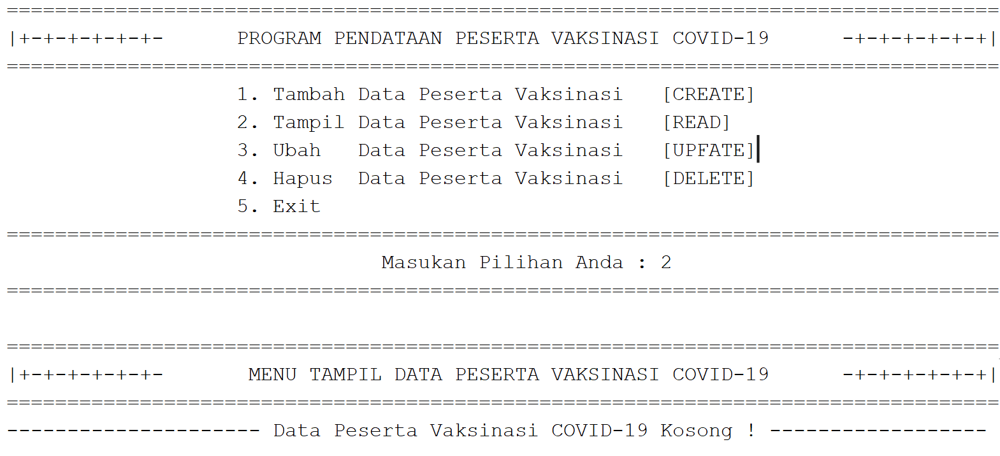 ==================================================================================
|+-+-+-+-+-+-      PROGRAM PENDATAAN PESERTA VAKSINASI COVID-19      -+-+-+-+-+-+|
==================================================================================
1. Tambah Data Peserta Vaksinasi   [CREATE]
2. Tampil Data Peserta Vaksinasi   [READ]
3. Ubah   Data Peserta Vaksinasi   [UPFATE]
4. Hapus  Data Peserta Vaksinasi   [DELETE]
5. Exit
==================================================================================
Masukan Pilihan Anda : 2
==================================================================================
==================================================================================
|+-+-+-+-+-+-       MENU TAMPIL DATA PESERTA VAKSINASI COVID-19      -+-+-+-+-+-+|
==================================================================================
--------------------- Data Peserta Vaksinasi COVID-19 Kosong ! ------------------